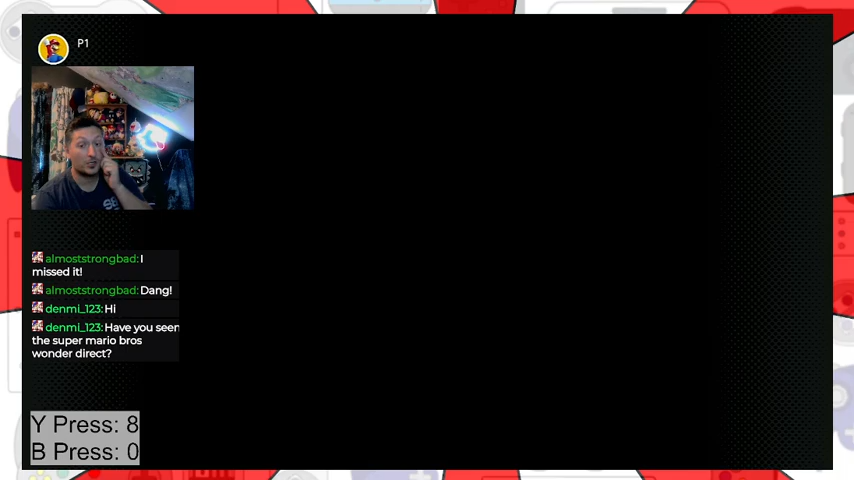 P1
almoststrongbad: I
missed it!
almoststrongbad: Dang!
denmi_123: Hi
denmi_123: Have you seen
the super mario bros
wonder direct?
Y Press: 8
B Press: 0